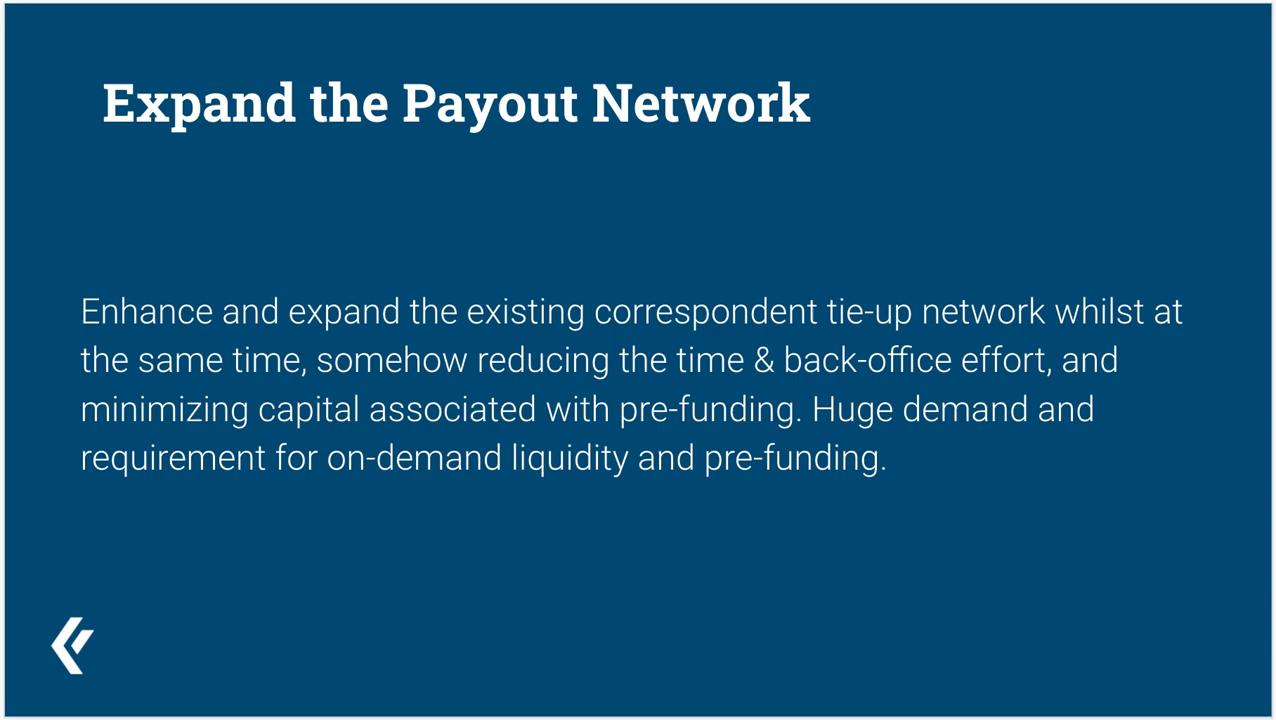 Expand the Payout Network
Enhance and expand the existing correspondent tie-up network whilst at
the same time, somehow reducing the time & back-office effort, and
minimizing capital associated with pre-funding. Huge demand and
requirement for on-demand liquidity and pre-funding.